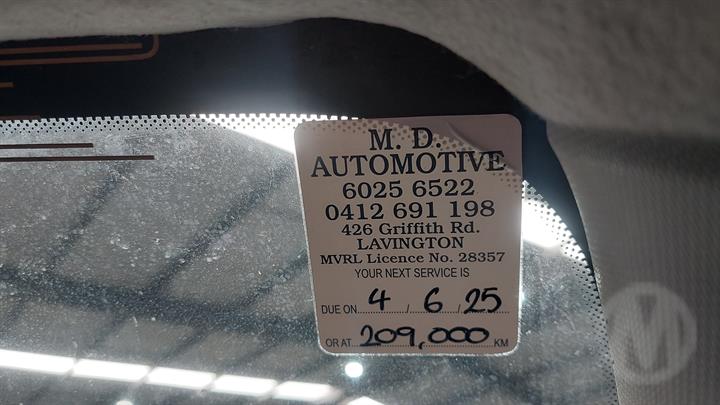 M. D.
AUTOMOTIVE
6025 6522
0412 691 198
426 Griffith Rd.
LAVINGTON
MVRL Licence No. 28357
YOUR NEXT SERVICE IS
DUE ON 4 / 6 / 25
OR AT 209,000 KM